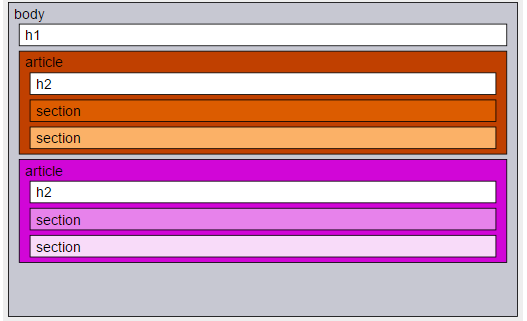 body
h1
article
h2
section
section
article
h2
section
section